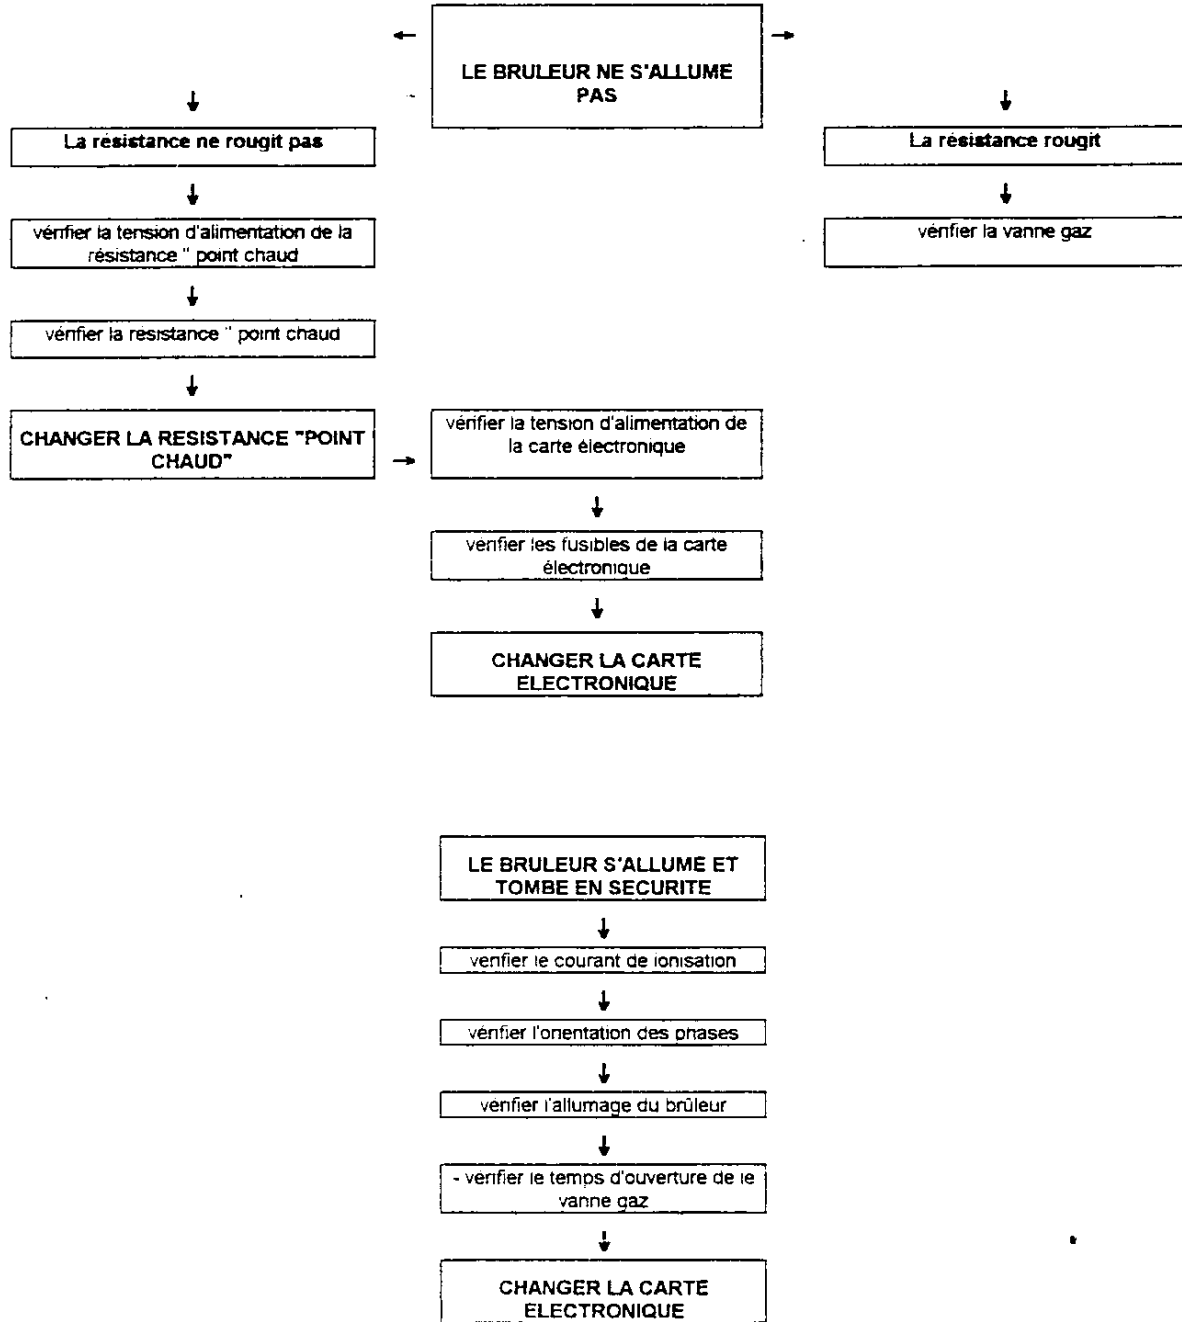 LE BRULEUR NE S'ALLUME
PAS
La résistance ne rougit pas
La résistance rougit
vérifier la tension d'alimentation de la
résistance " point chaud
vérifier la vanne gaz
vérifier la résistance " point chaud
CHANGER LA RESISTANCE "POINT
CHAUD"
vérifier la tension d'alimentation de
la carte électronique
vérifier les fusibles de la carte
électronique
CHANGER LA CARTE
ELECTRONIQUE
LE BRULEUR S'ALLUME ET
TOMBE EN SECURITE
verifier le courant de ionisation
vérifier l'orientation des phases
vérifier l'allumage du brûleur
- vérifier le temps d'ouverture de le
vanne gaz
CHANGER LA CARTE
ELECTRONIQUE